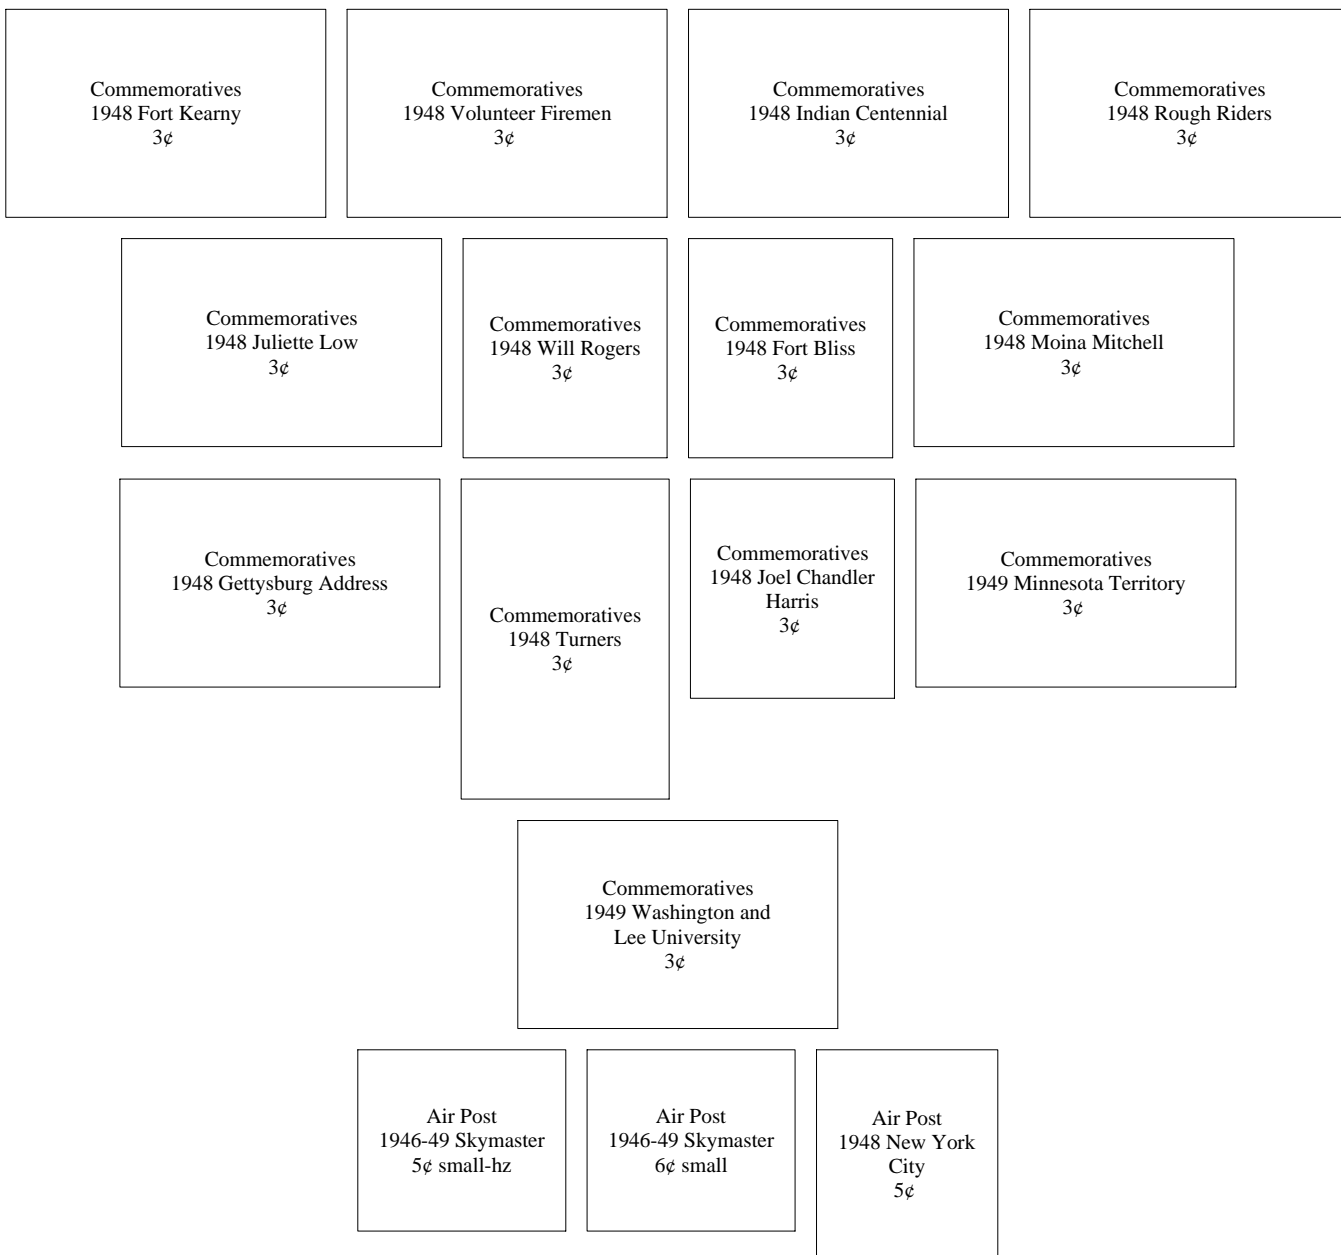 Commemoratives
1948 Fort Kearny
3¢
Commemoratives
1948 Volunteer Firemen
3¢
Commemoratives
1948 Indian Centennial
3¢
Commemoratives
1948 Rough Riders
3¢
Commemoratives
1948 Juliette Low
3¢
Commemoratives
1948 Will Rogers
3¢
Commemoratives
1948 Fort Bliss
3¢
Commemoratives
1948 Moina Mitchell
3¢
Commemoratives
1948 Gettysburg Address
3¢
Commemoratives
1948 Turners
3¢
Commemoratives
1948 Joel Chandler
Harris
3¢
Commemoratives
1949 Minnesota Territory
3¢
Commemoratives
1949 Washington and
Lee University
3¢
Air Post
1946-49 Skymaster
5¢ small-hz
Air Post
1946-49 Skymaster
6¢ small
Air Post
1948 New York
City
5¢